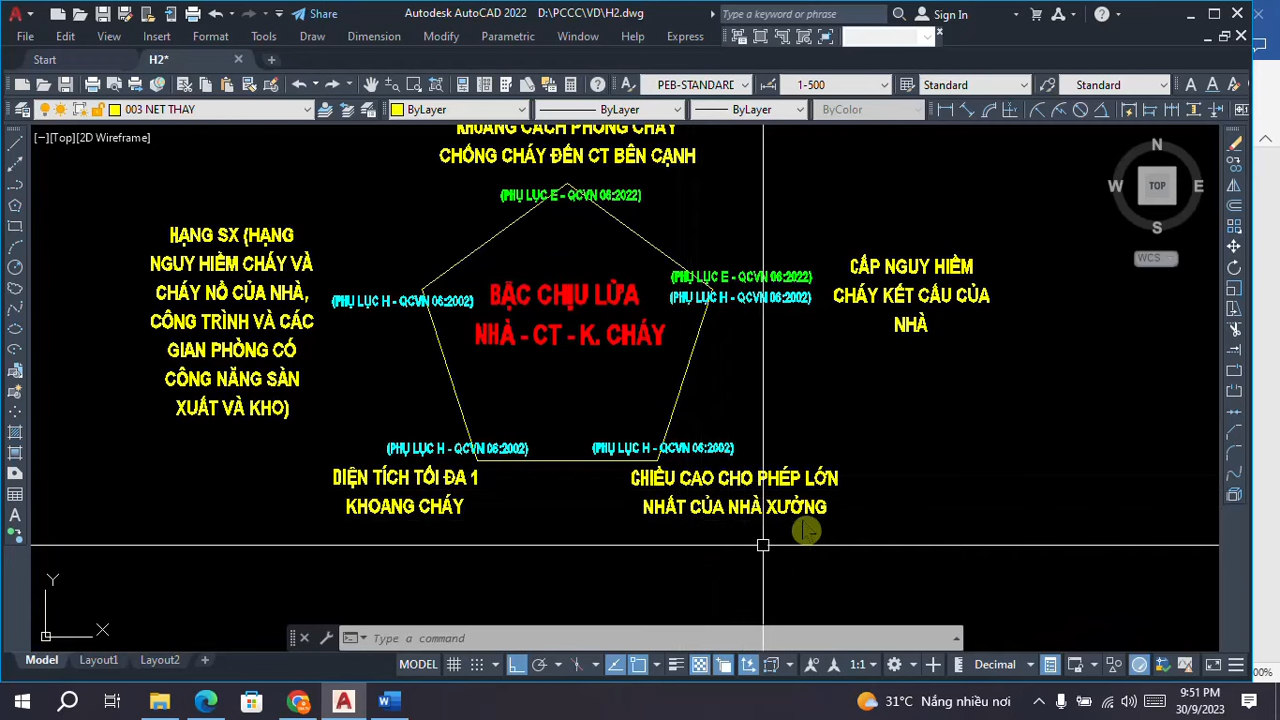 Share
Autodesk AutoCAD 2022 D:\PCCC\VD\H2.dwg
Type a keyword or phrase
Sign In
File Edit View Insert Format Tools Draw Dimension Modify Parametric Window Help Express
Start
H2*
PEB-STANDARD
1-500
Standard
Standard
003 NET THAY
ByLayer
ByLayer
ByLayer
ByColor
[−][Top][2D Wireframe]
KHOẢNG CÁCH PHÒNG CHÁY
CHỐNG CHÁY ĐẾN CT BÊN CẠNH
(PHỤ LỤC E - QCVN 06:2022)
HẠNG SX (HẠNG
NGUY HIỂM CHÁY VÀ
CHÁY NỔ CỦA NHÀ,
CÔNG TRÌNH VÀ CÁC
GIAN PHÒNG CÓ
CÔNG NĂNG SẢN
XUẤT VÀ KHO)
(PHỤ LỤC H - QCVN 06:2002)
BẬC CHỊU LỬA
NHÀ - CT - K. CHÁY
(PHỤ LỤC E - QCVN 06:2022)
(PHỤ LỤC H - QCVN 06:2002)
CẤP NGUY HIỂM
CHÁY KẾT CẤU CỦA
NHÀ
(PHỤ LỤC H - QCVN 06:2002)
(PHỤ LỤC H - QCVN 06:2002)
DIỆN TÍCH TỐI ĐA 1
KHOANG CHÁY
CHIỀU CAO CHO PHÉP LỚN
NHẤT CỦA NHÀ XƯỞNG
N
W TOP E
S
WCS
Y
X
Type a command
Model Layout1 Layout2
MODEL
1:1
Decimal
00%
31°C Nắng nhiều nơi
9:51 PM
30/9/2023